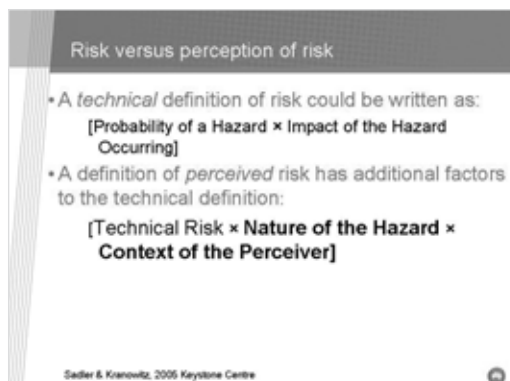 Risk versus perception of risk
• A technical definition of risk could be written as:
[Probability of a Hazard × Impact of the Hazard
Occurring]
• A definition of perceived risk has additional factors
to the technical definition:
[Technical Risk × Nature of the Hazard ×
Context of the Perceiver]
Sadler & Kranowitz, 2005 Keystone Centre